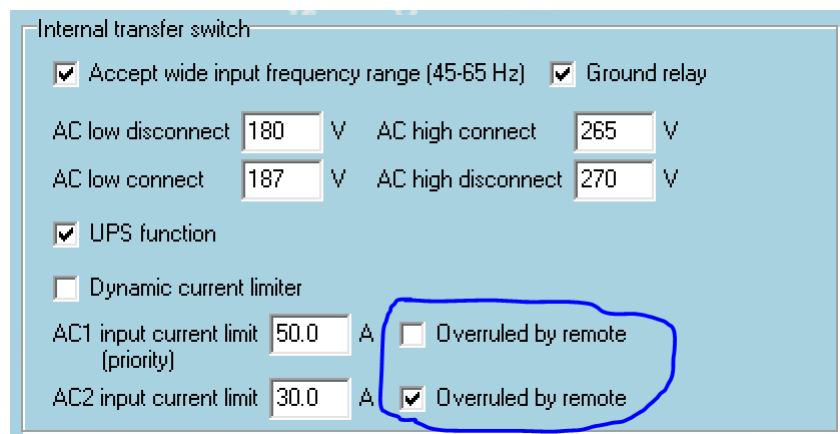 Internal transfer switch
Accept wide input frequency range (45-65 Hz) Ground relay
AC low disconnect 180 V AC high connect 265 V
AC low connect 187 V AC high disconnect 270 V
UPS function
Dynamic current limiter
AC1 input current limit 50.0 A Overruled by remote
(priority)
AC2 input current limit 30.0 A Overruled by remote